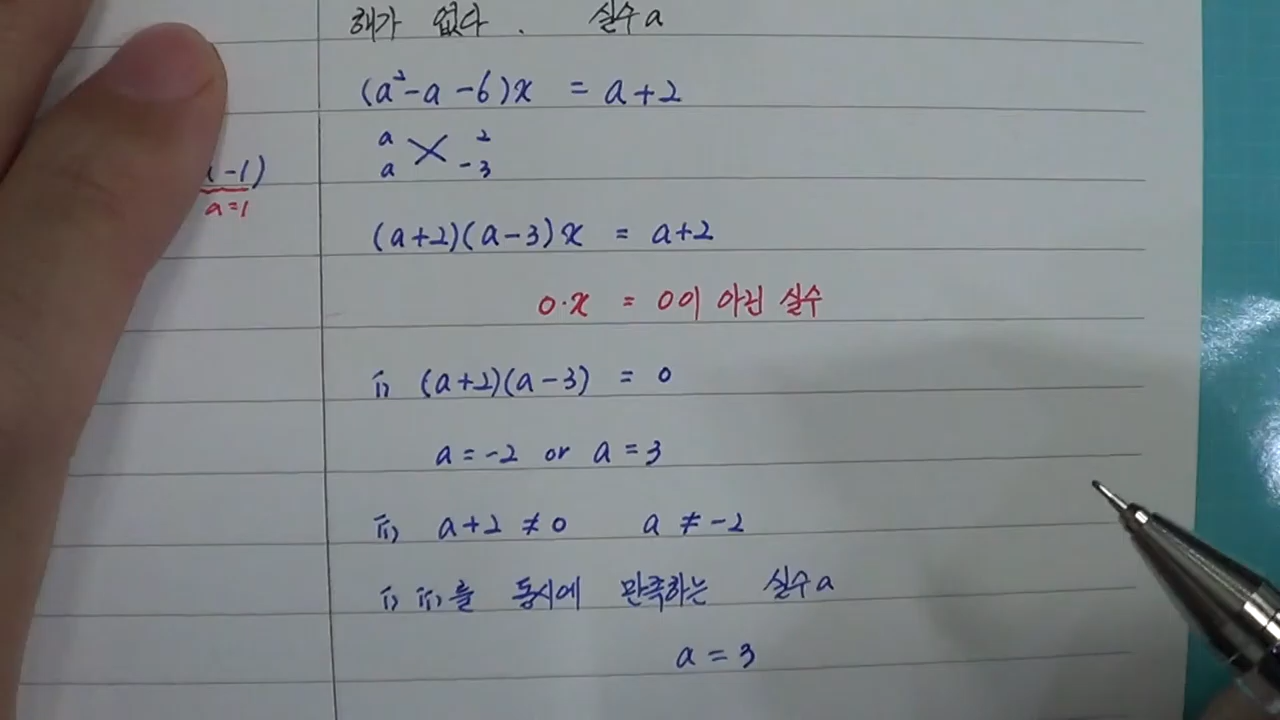 해가 없다. 실수 a
(a²-a-6)x = a+2
a 2
a -3
-1)
a=1
(a+2)(a-3)x = a+2
0·x = 0이 아닌 실수
i) (a+2)(a-3) = 0
a=-2 or a=3
ii) a+2 ≠ 0 a ≠ -2
i) ii)를 동시에 만족하는 실수 a
a = 3